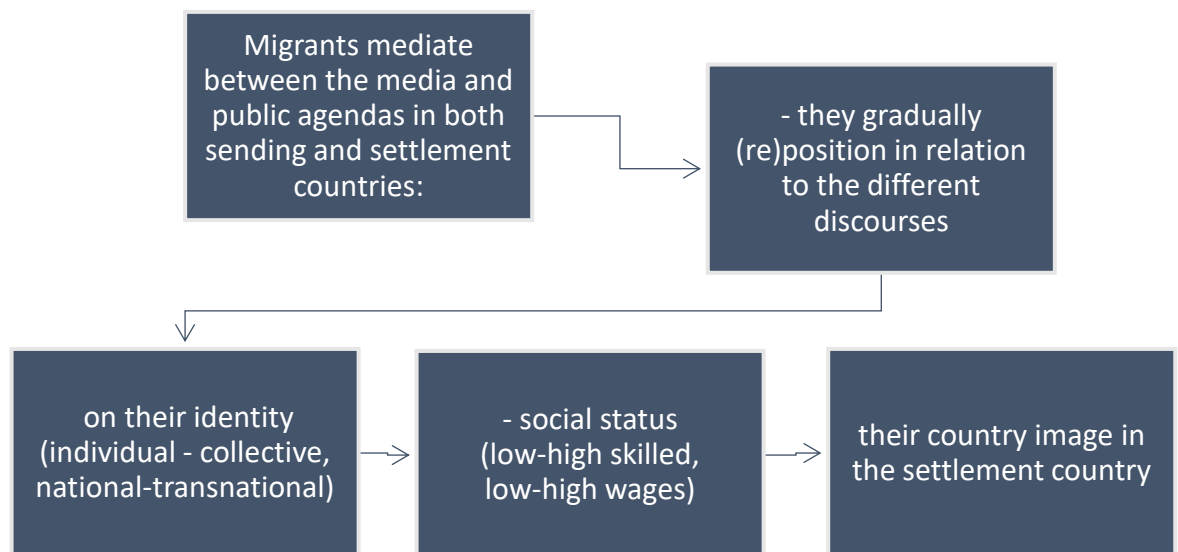 Migrants mediate
between the media and
public agendas in both
sending and settlement
countries:
- they gradually
(re)position in relation
to the different
discourses
on their identity
(individual - collective,
national-transnational)
- social status
(low-high skilled,
low-high wages)
their country image in
the settlement country